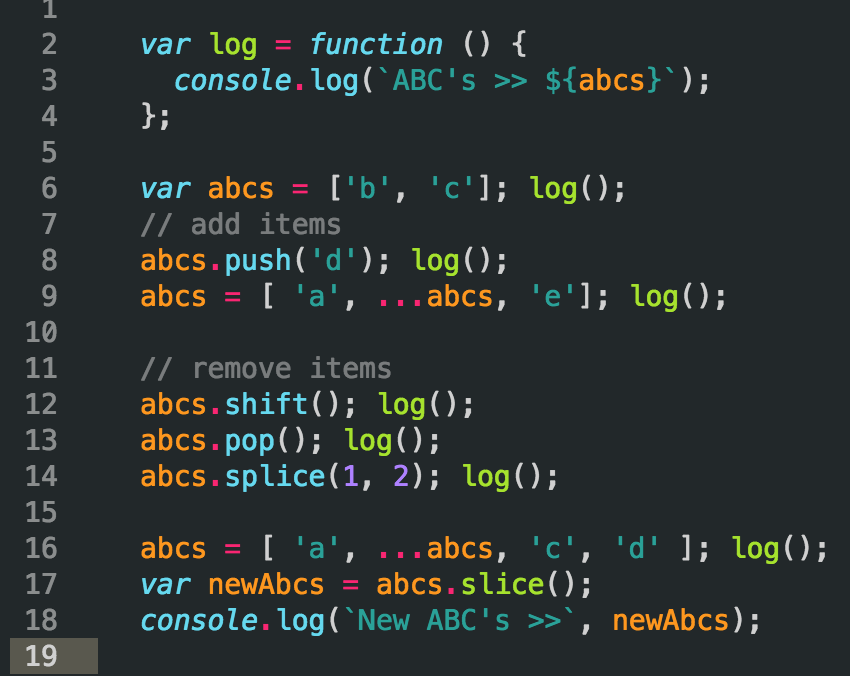 1
2 var log = function () {
3 console.log(`ABC's >> ${abcs}`);
4 };
5
6 var abcs = ['b', 'c']; log();
7 // add items
8 abcs.push('d'); log();
9 abcs = [ 'a', ...abcs, 'e']; log();
10
11 // remove items
12 abcs.shift(); log();
13 abcs.pop(); log();
14 abcs.splice(1, 2); log();
15
16 abcs = [ 'a', ...abcs, 'c', 'd' ]; log();
17 var newAbcs = abcs.slice();
18 console.log(`New ABC's >>`, newAbcs);
19